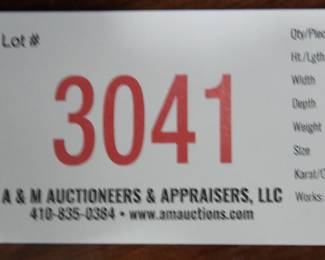 Lot #
3041
A & M AUCTIONEERS & APPRAISERS, LLC
410-835-0384 • www.amauctions.com
Qty/Piec
Ht./Lgth
Width
Depth
Weight
Size
Karat/C
Works